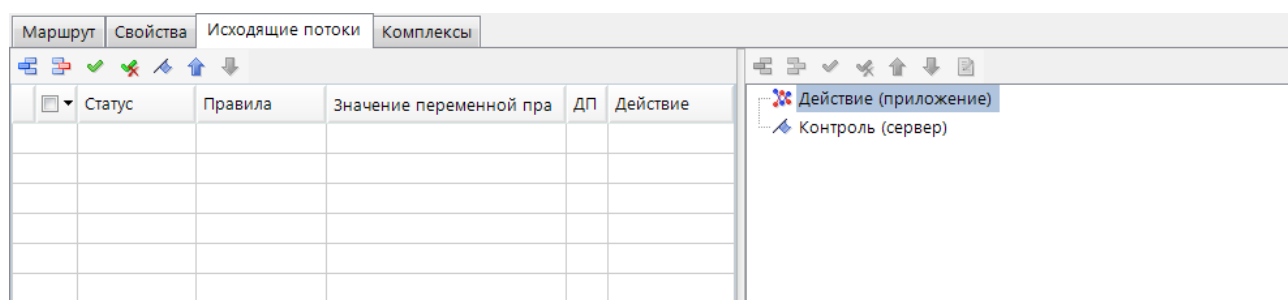 Маршрут Свойства Исходящие потоки Комплексы
Статус Правила Значение переменной пра ДП Действие
Действие (приложение)
Контроль (сервер)